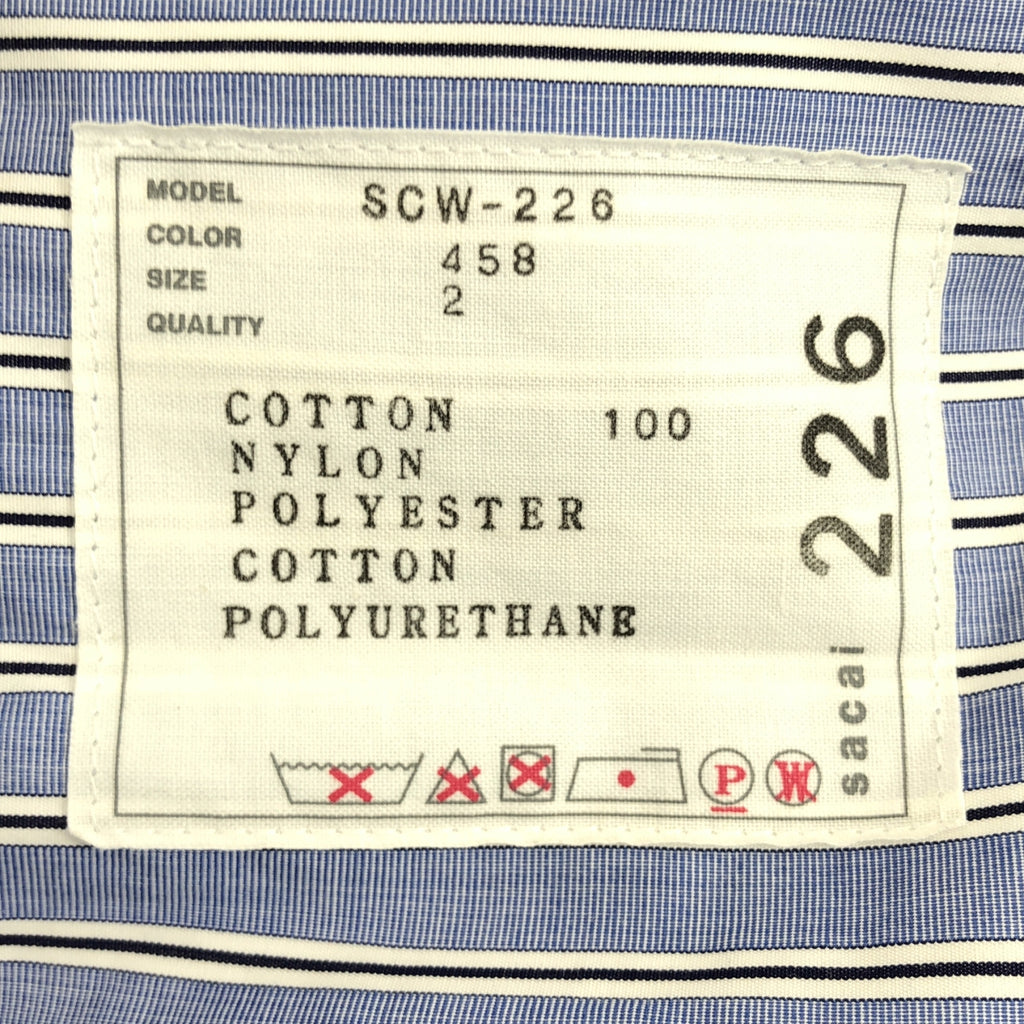 MODEL SCW-226
COLOR 458
SIZE 2
QUALITY
COTTON 100
NYLON
POLYESTER
COTTON
POLYURETHANE
P
W
226
sacai